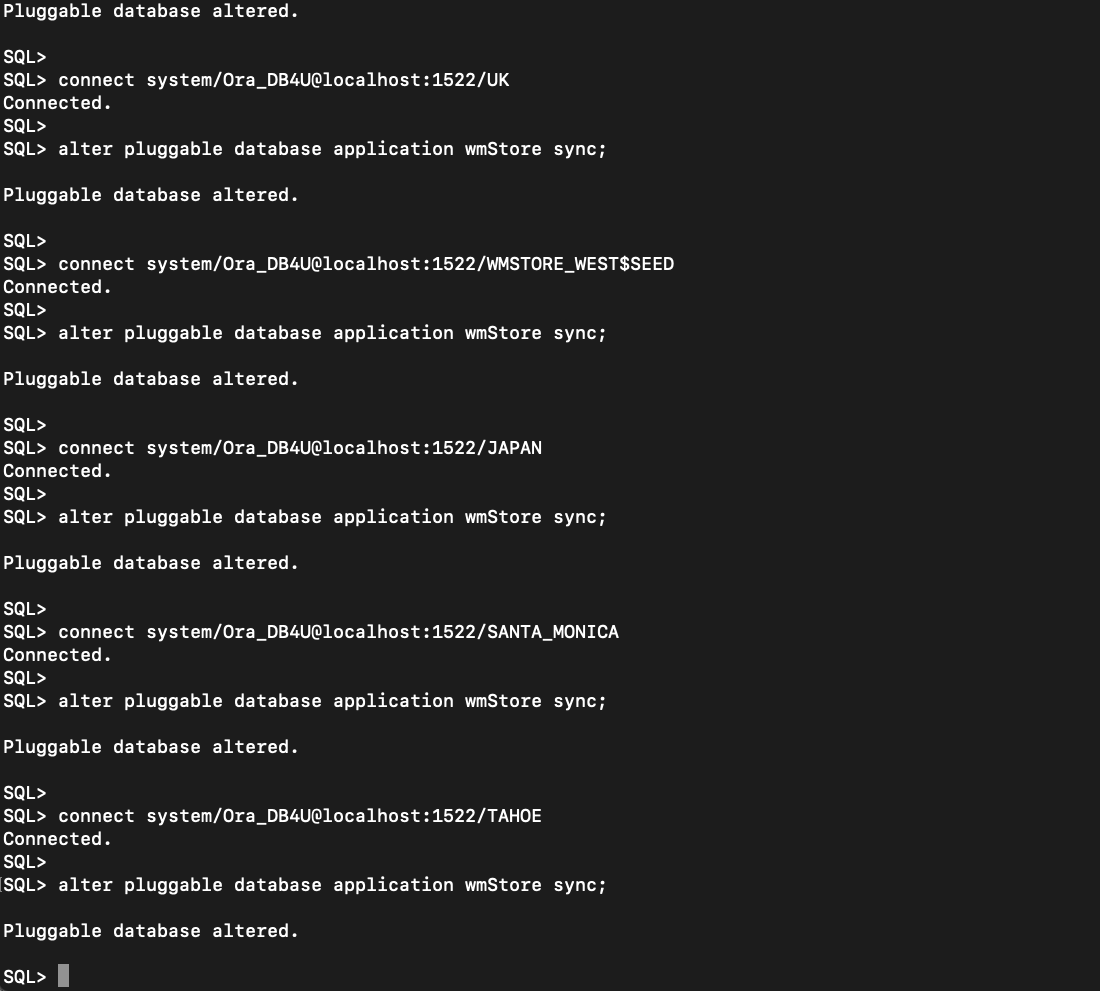 Pluggable database altered.
SQL>
SQL> connect system/Ora_DB4U@localhost:1522/UK
Connected.
SQL>
SQL> alter pluggable database application wmStore sync;
Pluggable database altered.
SQL>
SQL> connect system/Ora_DB4U@localhost:1522/WMSTORE_WEST$SEED
Connected.
SQL>
SQL> alter pluggable database application wmStore sync;
Pluggable database altered.
SQL>
SQL> connect system/Ora_DB4U@localhost:1522/JAPAN
Connected.
SQL>
SQL> alter pluggable database application wmStore sync;
Pluggable database altered.
SQL>
SQL> connect system/Ora_DB4U@localhost:1522/SANTA_MONICA
Connected.
SQL>
SQL> alter pluggable database application wmStore sync;
Pluggable database altered.
SQL>
SQL> connect system/Ora_DB4U@localhost:1522/TAHOE
Connected.
SQL>
SQL> alter pluggable database application wmStore sync;
Pluggable database altered.
SQL>